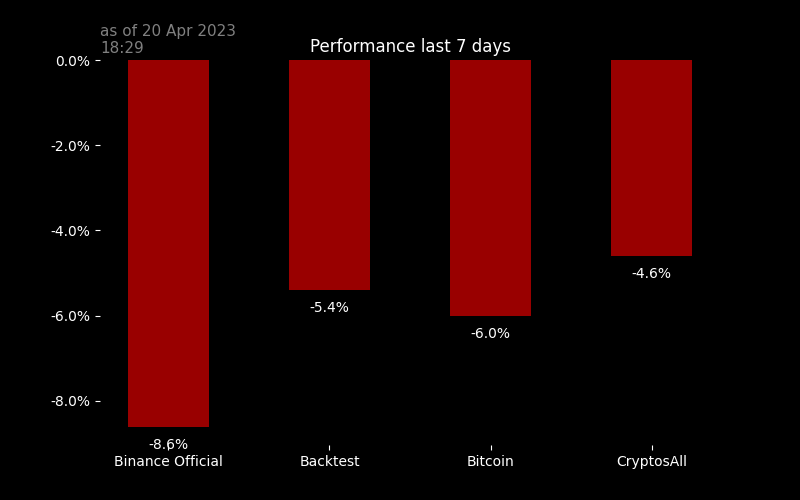 as of 20 Apr 2023
18:29
Performance last 7 days
0.0%
-2.0%
-4.0%
-6.0%
-8.0%
-8.6%
-5.4%
-6.0%
-4.6%
Binance Official
Backtest
Bitcoin
CryptosAll